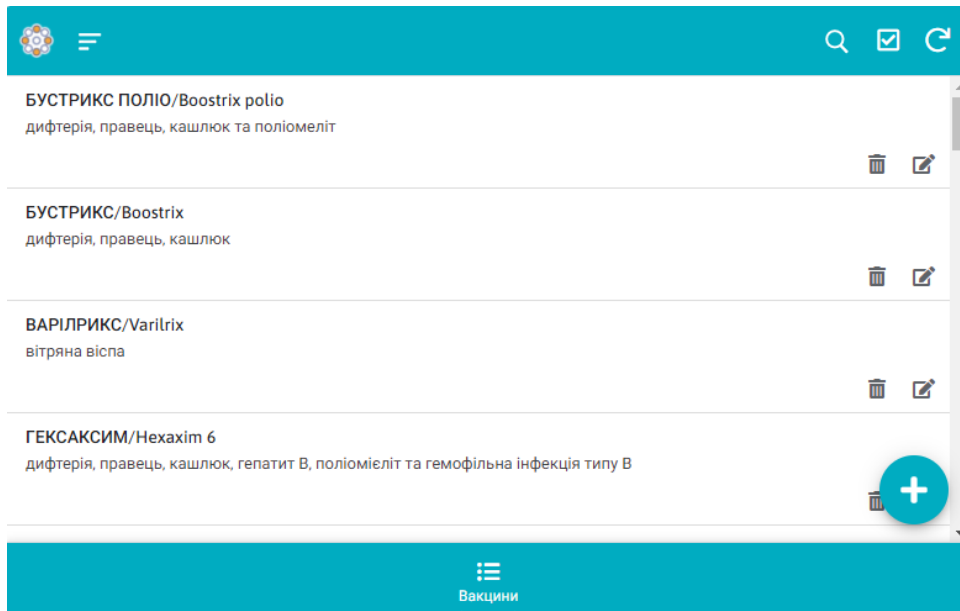 БУСТРИКС ПОЛІО/Boostrix polio
дифтерія, правець, кашлюк та поліомеліт
БУСТРИКС/Boostrix
дифтерія, правець, кашлюк
ВАРІЛРИКС/Varilrix
вітряна віспа
ГЕКСАКСИМ/Hexaxim 6
дифтерія, правець, кашлюк, гепатит В, поліомієліт та гемофільна інфекція типу В
Вакцини